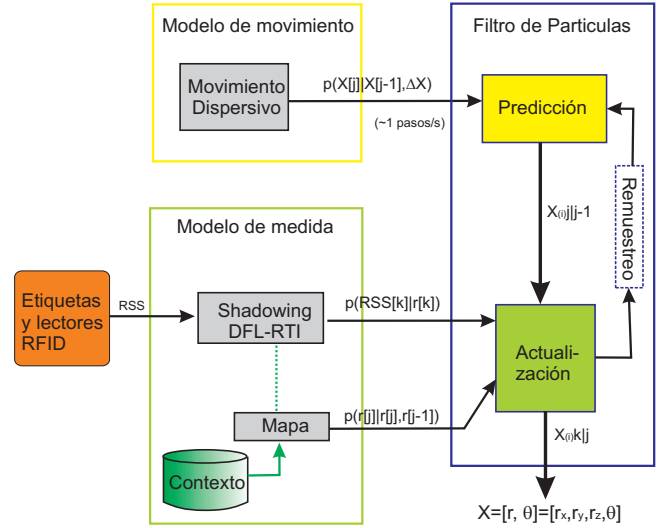 Modelo de movimiento
Filtro de Particulas
Movimiento
Dispersivo
p(X[j]|X[j-1],ΔX)
(~1 pasos/s)
Predicción
X(i)j|j-1
Remuestreo
Modelo de medida
Etiquetas
y lectores
RFID
RSS
Shadowing
DFL-RTI
p(RSS[k]|r[k])
Actuali-
zación
Mapa
p(r[j]|r[j],r[j-1])
Contexto
X(i)k|j
X=[r, θ]=[rx,ry,rz,θ]